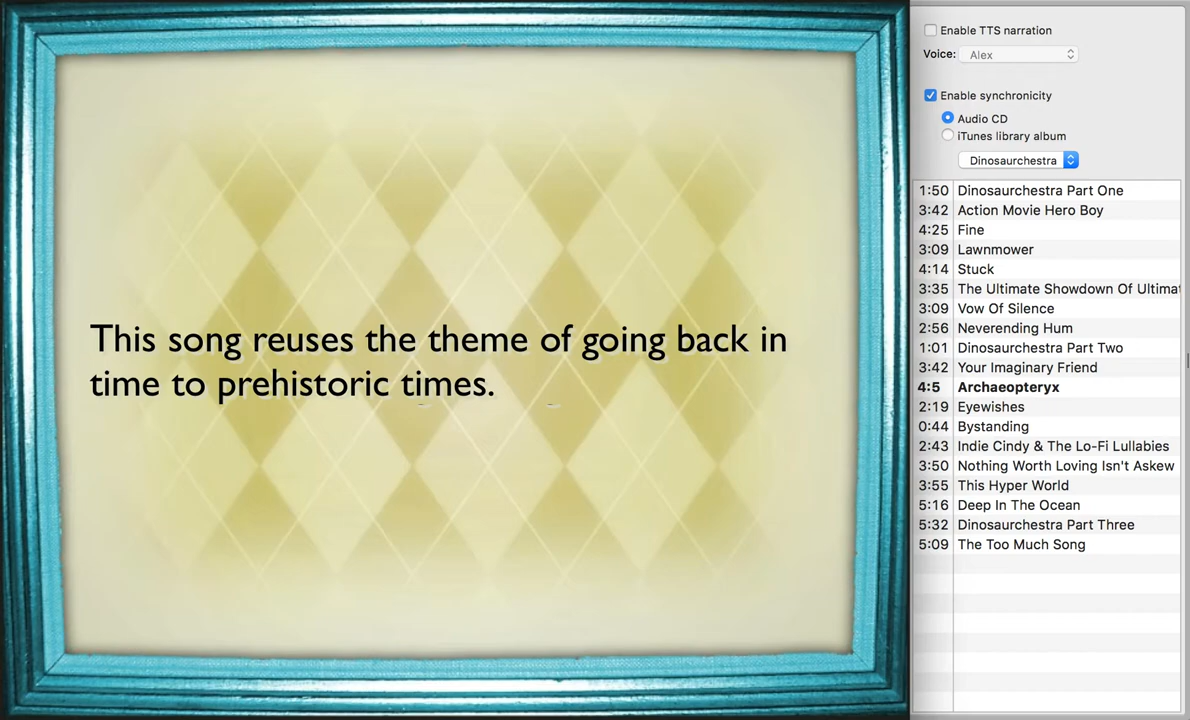 This song reuses the theme of going back in
time to prehistoric times.
Enable TTS narration
Voice: Alex
Enable synchronicity
Audio CD
iTunes library album
Dinosaurchestra
1:50 Dinosaurchestra Part One
3:42 Action Movie Hero Boy
4:25 Fine
3:09 Lawnmower
4:14 Stuck
3:35 The Ultimate Showdown Of Ultimat
3:09 Vow Of Silence
2:56 Neverending Hum
1:01 Dinosaurchestra Part Two
3:42 Your Imaginary Friend
4:5 Archaeopteryx
2:19 Eyewishes
0:44 Bystanding
2:43 Indie Cindy & The Lo-Fi Lullabies
3:50 Nothing Worth Loving Isn't Askew
3:55 This Hyper World
5:16 Deep In The Ocean
5:32 Dinosaurchestra Part Three
5:09 The Too Much Song